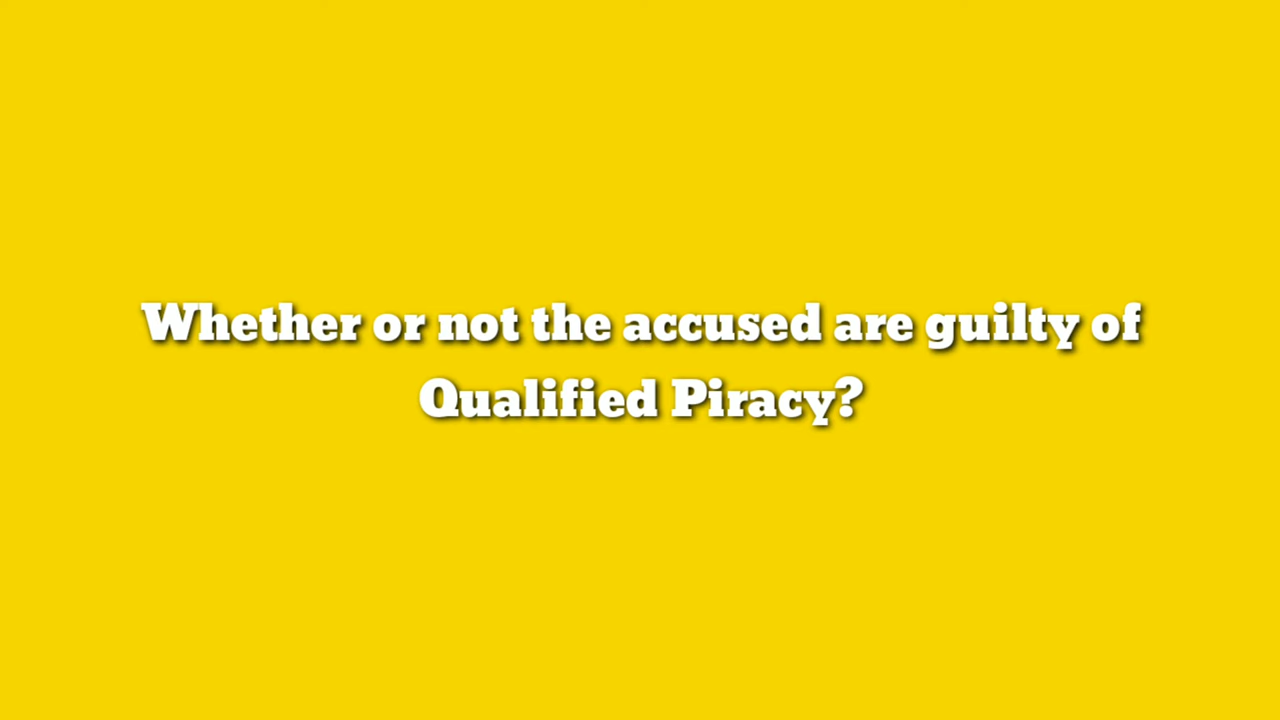 Whether or not the accused are guilty of
Qualified Piracy?